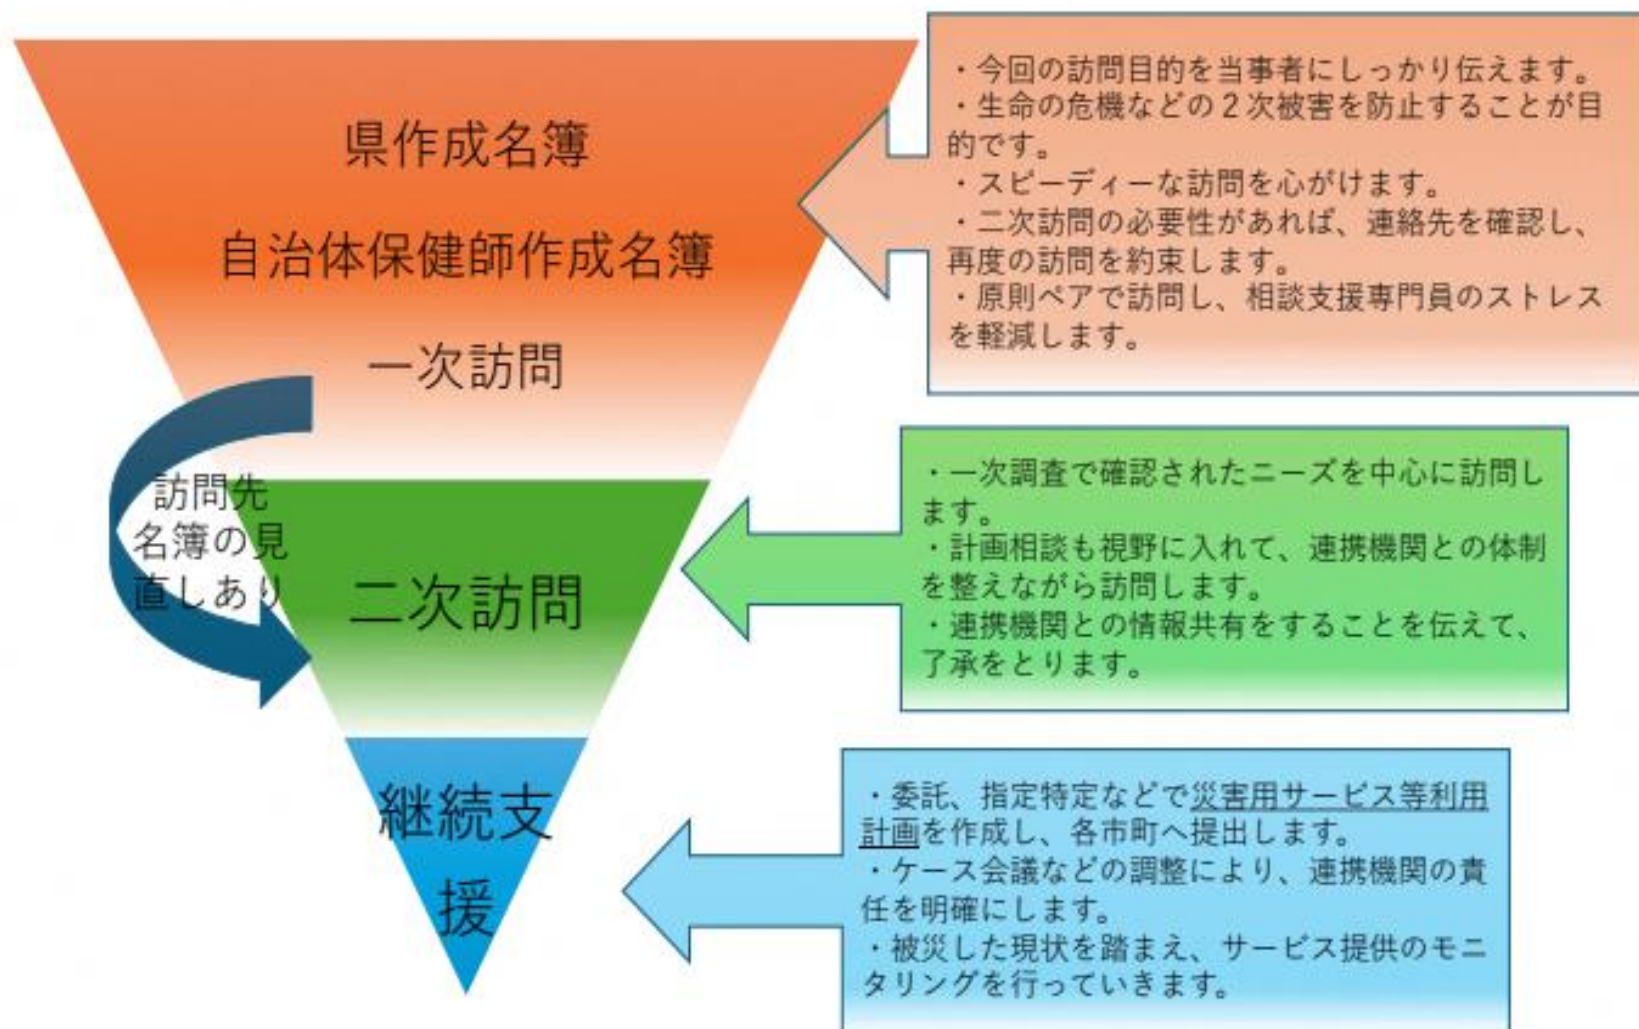 県作成名簿
自治体保健師作成名簿
一次訪問
・今回の訪問目的を当事者にしっかり伝えます。
・生命の危機などの２次被害を防止することが目
的です。
・スピーディーな訪問を心がけます。
・二次訪問の必要性があれば、連絡先を確認し、
再度の訪問を約束します。
・原則ペアで訪問し、相談支援専門員のストレス
を軽減します。
訪問先
名簿の見
直しあり
二次訪問
・一次調査で確認されたニーズを中心に訪問し
ます。
・計画相談も視野に入れて、連携機関との体制
を整えながら訪問します。
・連携機関との情報共有をすることを伝えて、
了承をとります。
継続支
援
・委託、指定特定などで災害用サービス等利用
計画を作成し、各市町へ提出します。
・ケース会議などの調整により、連携機関の責
任を明確にします。
・被災した現状を踏まえ、サービス提供のモニ
タリングを行っていきます。